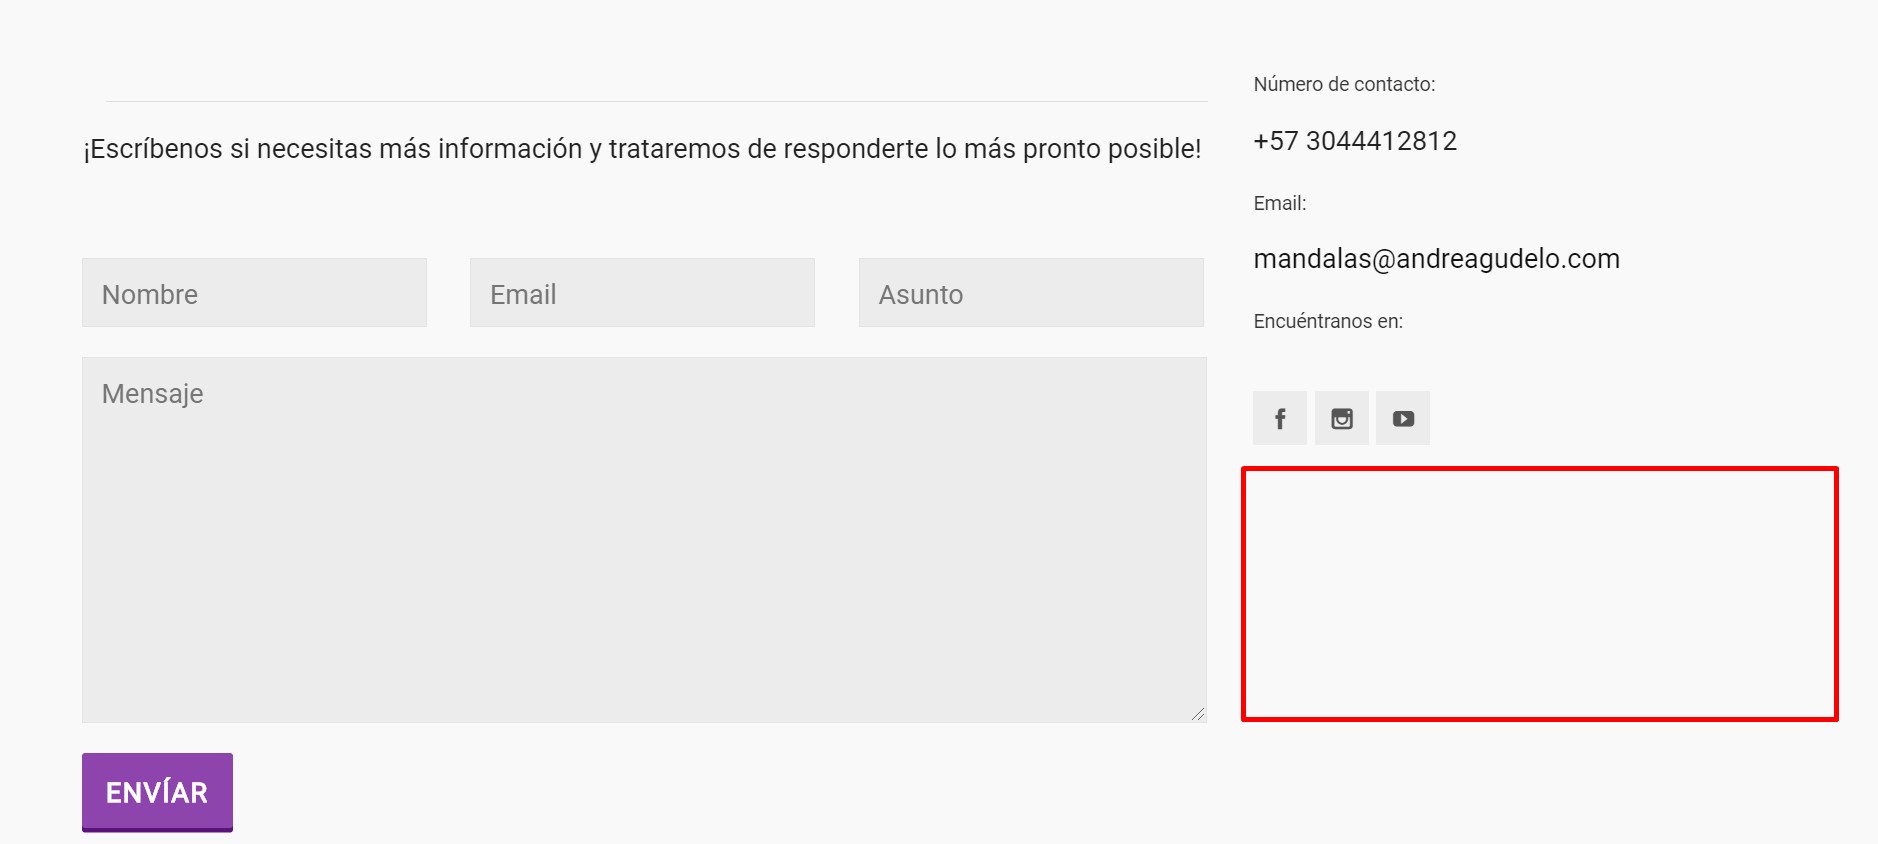 ¡Escríbenos si necesitas más información y trataremos de responderte lo más pronto posible!
Nombre
Email
Asunto
Mensaje
ENVÍAR
Número de contacto:
+57 3044412812
Email:
mandalas@andreagudelo.com
Encuéntranos en: